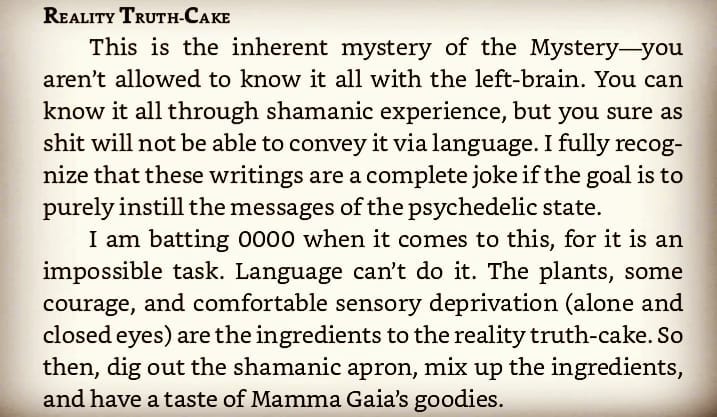 Reality Truth-Cake
This is the inherent mystery of the Mystery—you
aren't allowed to know it all with the left-brain. You can
know it all through shamanic experience, but you sure as
shit will not be able to convey it via language. I fully recog-
nize that these writings are a complete joke if the goal is to
purely instill the messages of the psychedelic state.
I am batting 0000 when it comes to this, for it is an
impossible task. Language can't do it. The plants, some
courage, and comfortable sensory deprivation (alone and
closed eyes) are the ingredients to the reality truth-cake. So
then, dig out the shamanic apron, mix up the ingredients,
and have a taste of Mamma Gaia's goodies.